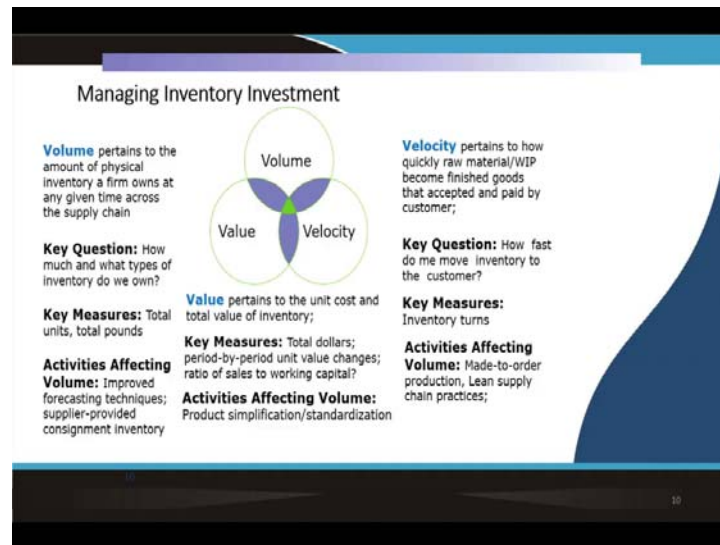 Managing Inventory Investment
Volume pertains to the
amount of physical
inventory a firm owns at
any given time across
the supply chain
Key Question: How
much and what types of
inventory do we own?
Key Measures: Total
units, total pounds
Activities Affecting
Volume: Improved
forecasting techniques;
supplier-provided
consignment inventory
Volume
Value
Velocity
Value pertains to the unit cost and
total value of inventory;
Key Measures: Total dollars;
period-by-period unit value changes;
ratio of sales to working capital?
Activities Affecting Volume:
Product simplification/standardization
Velocity pertains to how
quickly raw material/WIP
become finished goods
that accepted and paid by
customer;
Key Question: How fast
do me move inventory to
the customer?
Key Measures:
Inventory turns
Activities Affecting
Volume: Made-to-order
production, Lean supply
chain practices;
10
10